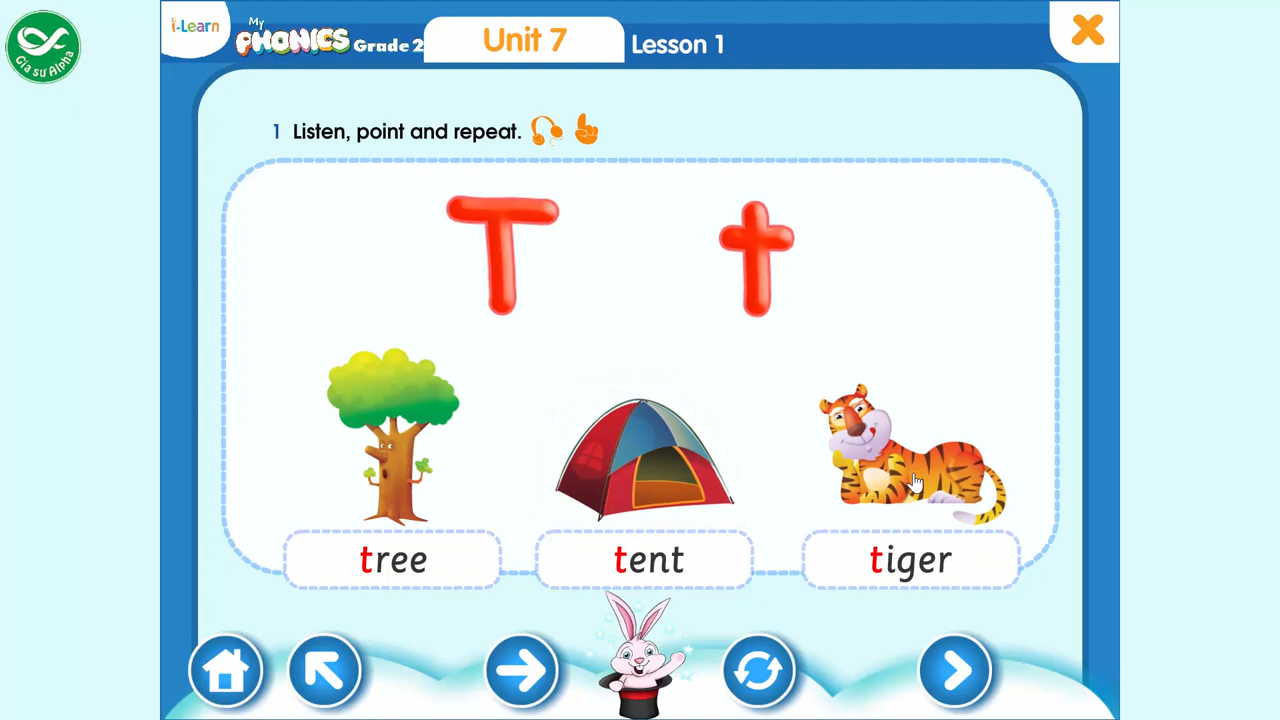 Gia sư Alpha
i-Learn
My
PHONICS Grade 2
Unit 7
Lesson 1
1 Listen, point and repeat.
T t
tree tent tiger